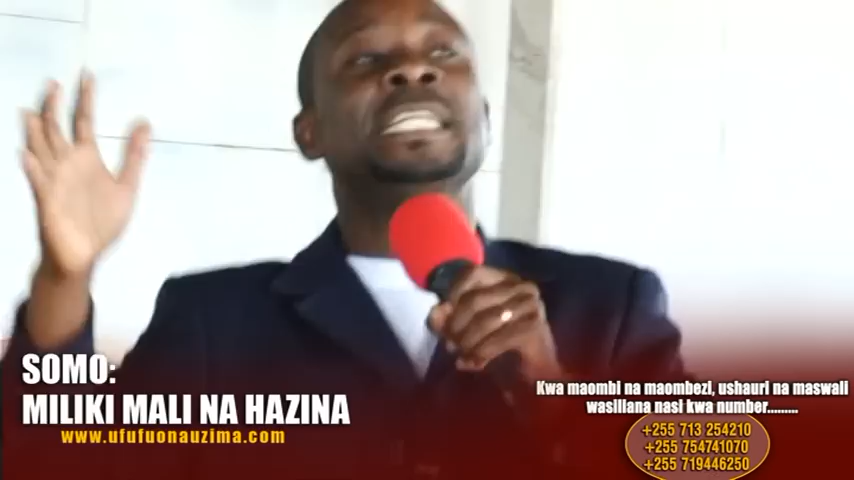 SOMO:
MILIKI MALI NA HAZINA
www.ufufuonauzima.com
Kwa maombi na maombezi, ushauri na maswali
wasiliana nasi kwa number.........
+255 713 254210
+255 754741070
+255 719446250